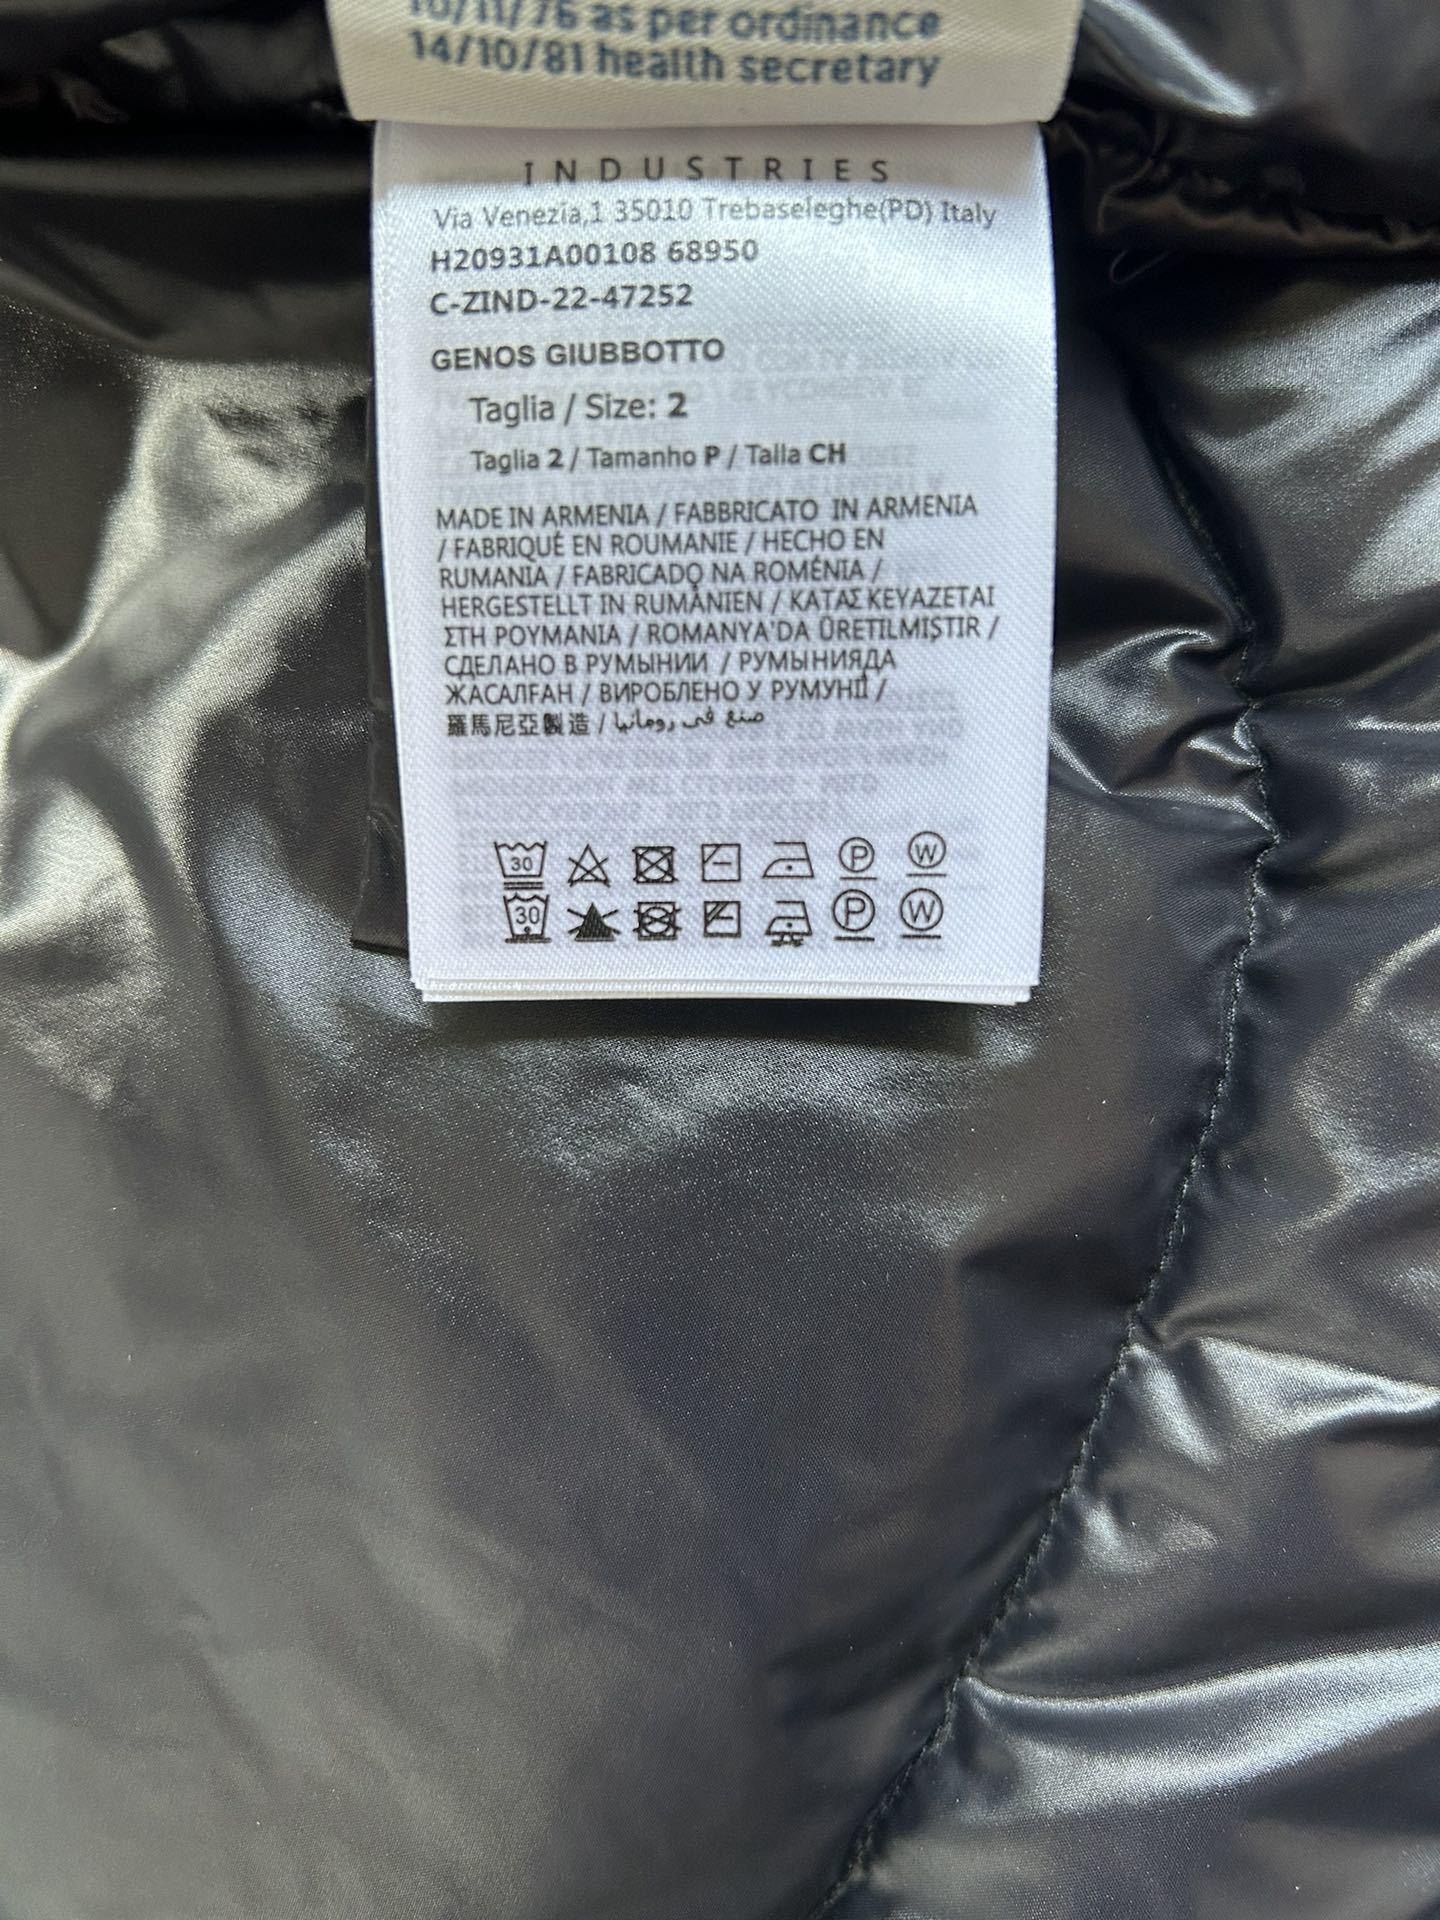 10/11/76 as per ordinance
14/10/81 health secretary
INDUSTRIES
Via Venezia,1 35010 Trebaseleghe(PD) Italy
H20931A00108 68950
C-ZIND-22-47252
GENOS GIUBBOTTO
Taglia / Size: 2
Taglia 2 / Tamanho P / Talla CH
MADE IN ARMENIA / FABBRICATO IN ARMENIA
/ FABRIQUÉ EN ROUMANIE / HECHO EN
RUMANIA / FABRICADO NA ROMÉNIA /
HERGESTELLT IN RUMÄNIEN / ΚΑΤΑΣΚΕΥΑΖΕΤΑΙ
ΣΤΗ ΡΟΥΜΑΝΙΑ / ROMANYA'DA ÜRETILMIŞTIR /
СДЕЛАНО В РУМЫНИИ / РУМЫНИЯДА
ЖАСАЛҒАН / ВИРОБЛЕНО У РУМУНІЇ /
羅馬尼亞製造 / صنع في رومانيا
30 P W
30 P W